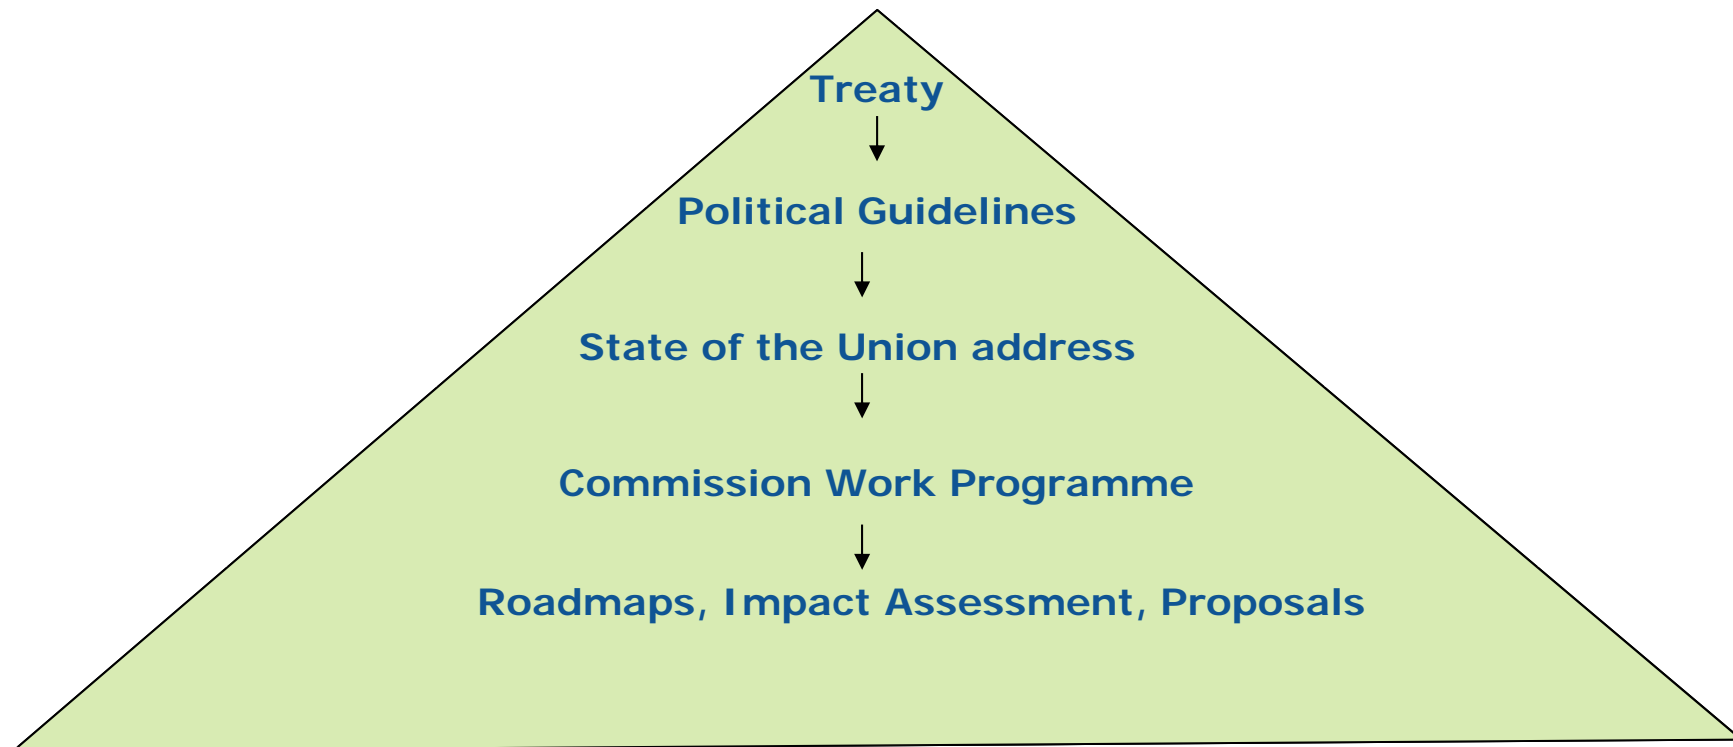 Treaty
Political Guidelines
State of the Union address
Commission Work Programme
Roadmaps, Impact Assessment, Proposals